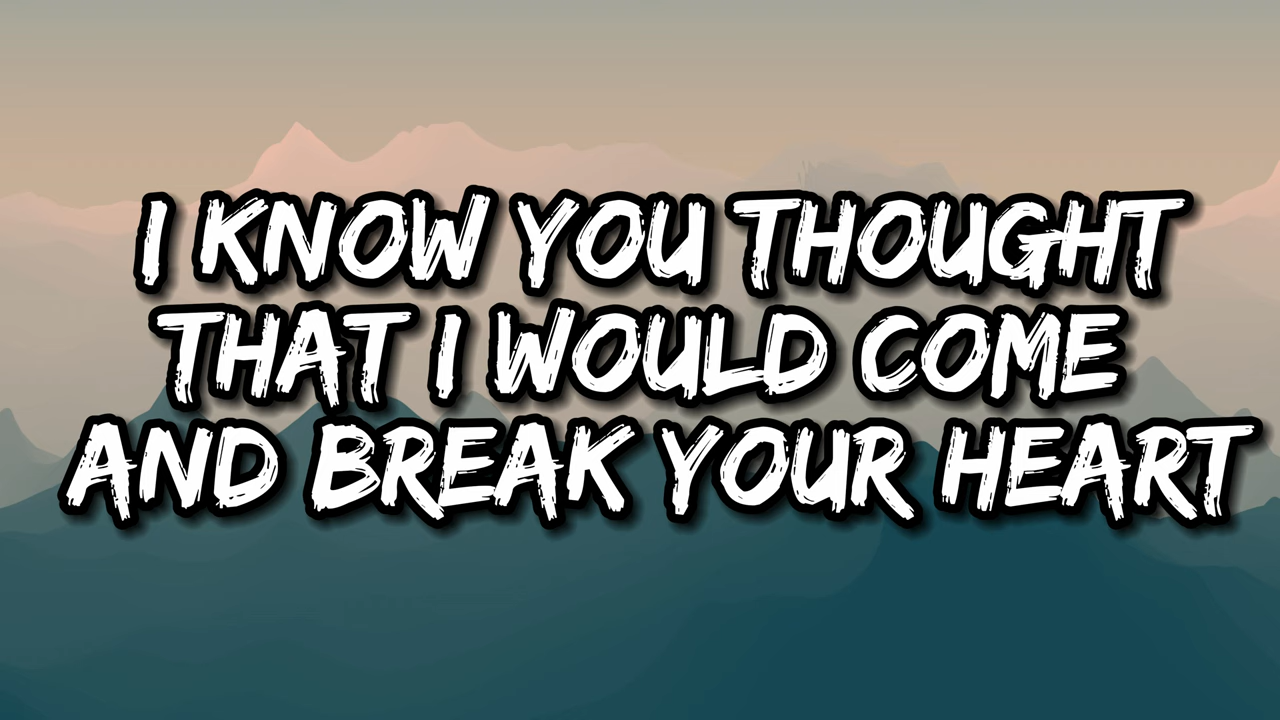 I KNOW YOU THOUGHT
THAT I WOULD COME
AND BREAK YOUR HEART